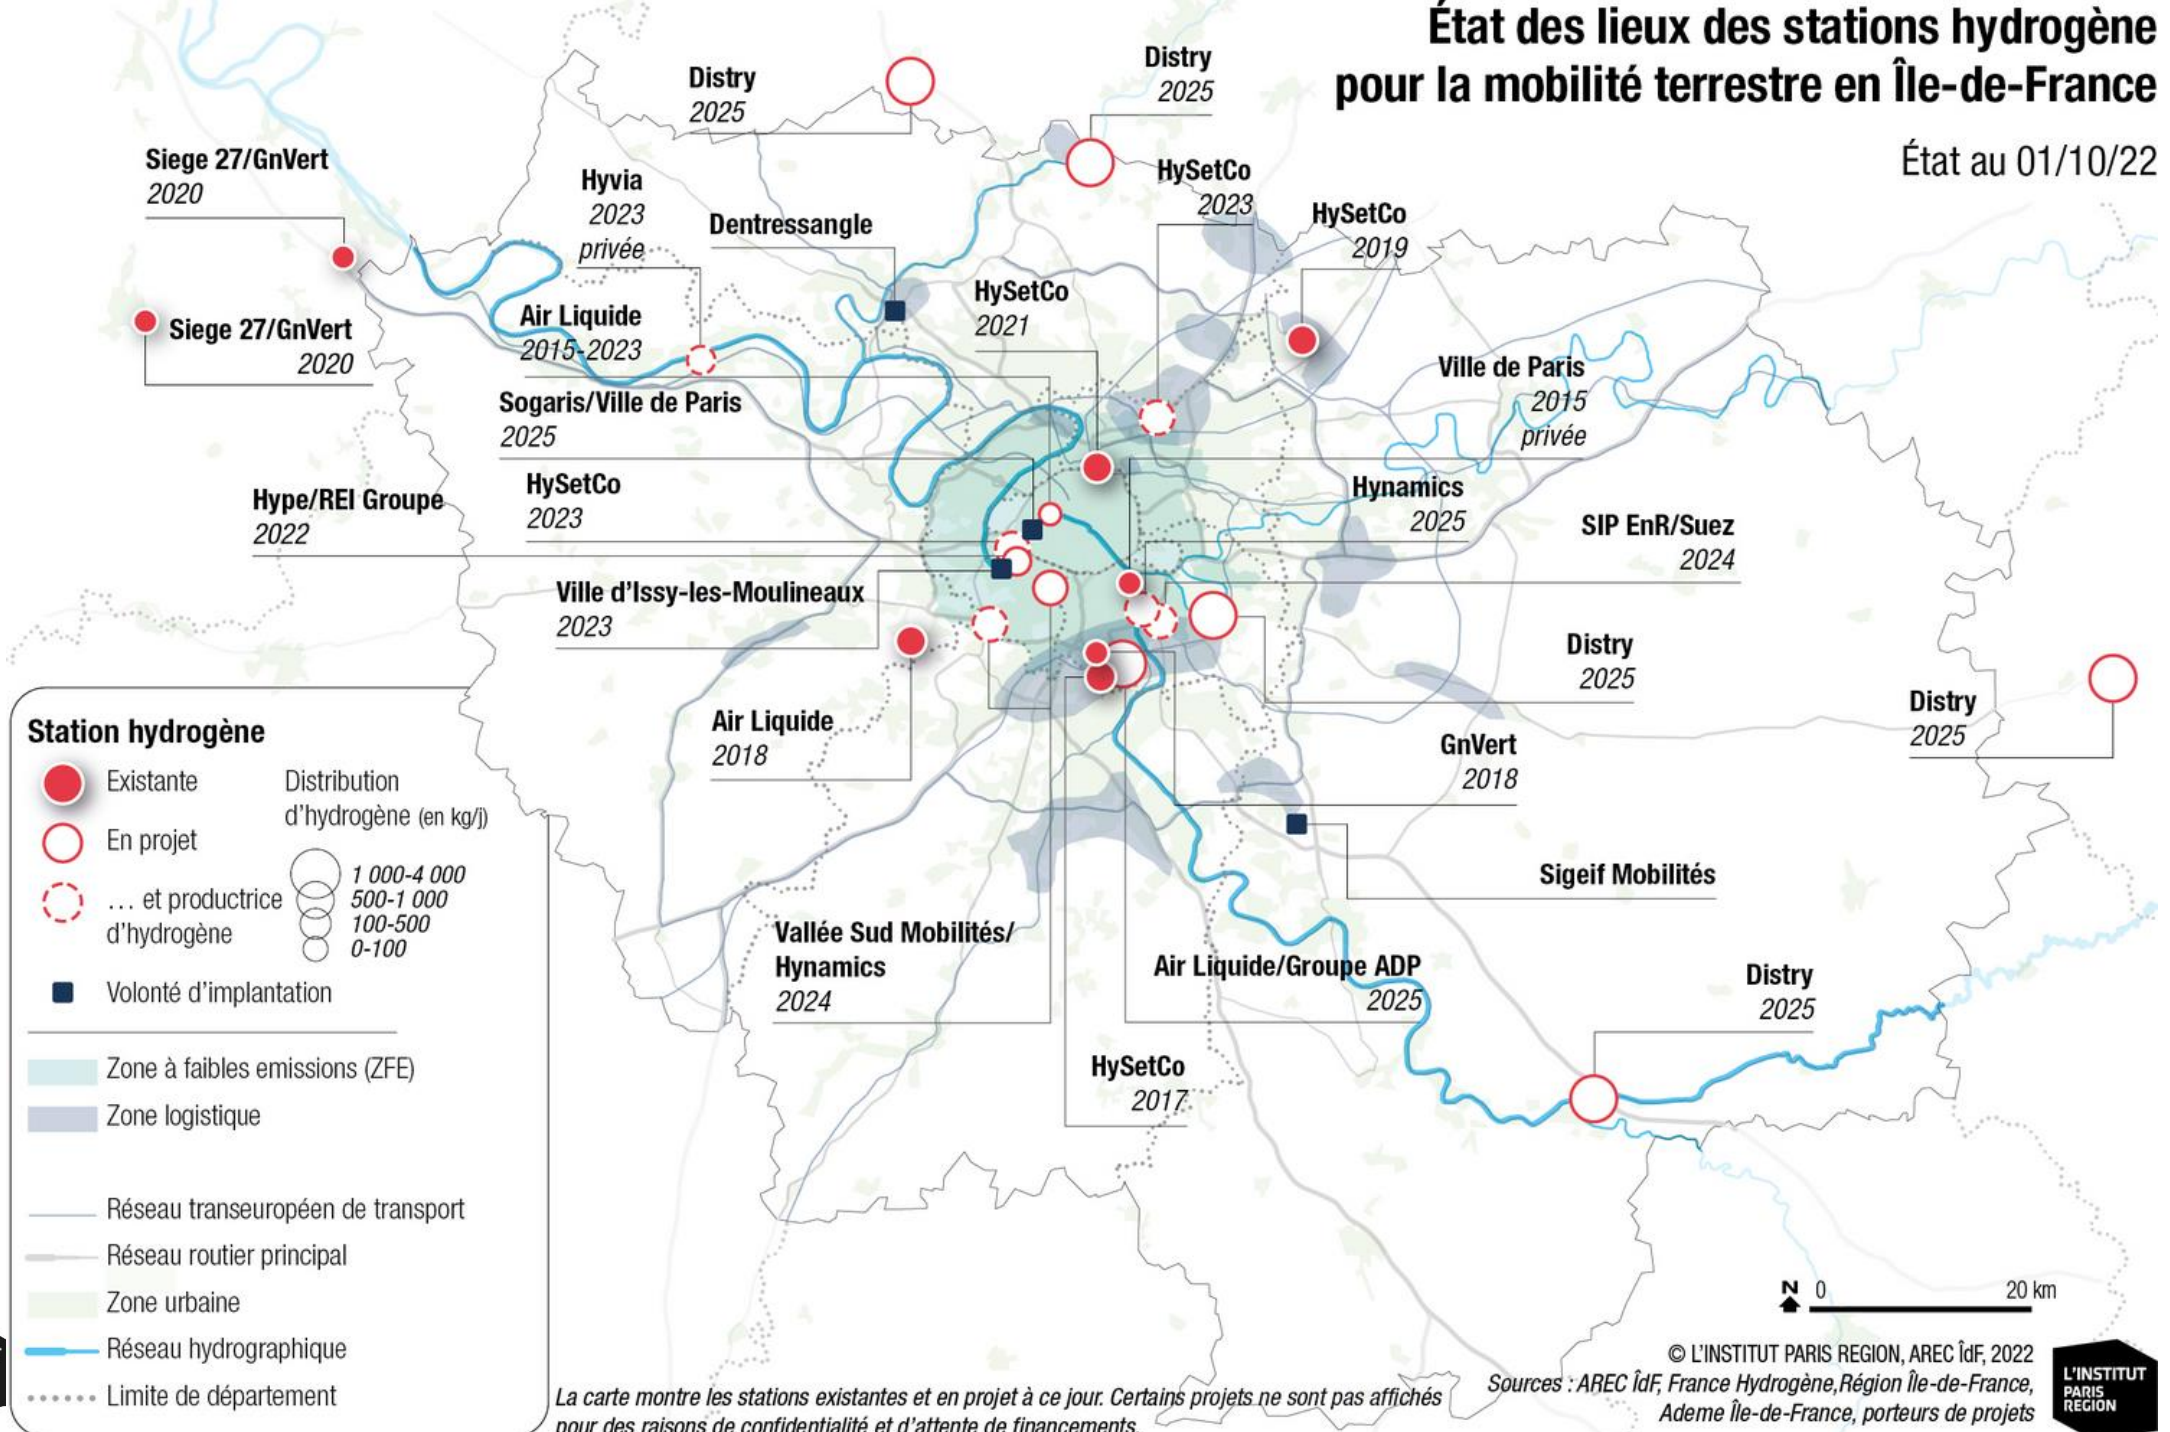 État des lieux des stations hydrogène
pour la mobilité terrestre en Île-de-France
État au 01/10/22
Distry
2025
Distry
2025
Siege 27/GnVert
2020
Hyvia
2023
privée
Dentressangle
HySetCo
2023
HySetCo
2019
Siege 27/GnVert
2020
Air Liquide
2015-2023
HySetCo
2021
Ville de Paris
2015
privée
Sogaris/Ville de Paris
2025
Hype/REI Groupe
2022
HySetCo
2023
Hynamics
2025
SIP EnR/Suez
2024
Ville d'Issy-les-Moulineaux
2023
Distry
2025
Distry
2025
Air Liquide
2018
GnVert
2018
Sigeif Mobilités
Vallée Sud Mobilités/
Hynamics
2024
Air Liquide/Groupe ADP
2025
Distry
2025
HySetCo
2017
Station hydrogène
Existante
En projet
… et productrice
d'hydrogène
Distribution
d'hydrogène (en kg/j)
1 000-4 000
500-1 000
100-500
0-100
Volonté d'implantation
Zone à faibles emissions (ZFE)
Zone logistique
Réseau transeuropéen de transport
Réseau routier principal
Zone urbaine
Réseau hydrographique
Limite de département
N 0 20 km
La carte montre les stations existantes et en projet à ce jour. Certains projets ne sont pas affichés
pour des raisons de confidentialité et d'attente de financements.
© L'INSTITUT PARIS REGION, AREC ÎdF, 2022
Sources : AREC ÎdF, France Hydrogène,Région Île-de-France,
Ademe Île-de-France, porteurs de projets
L'INSTITUT
PARIS
REGION